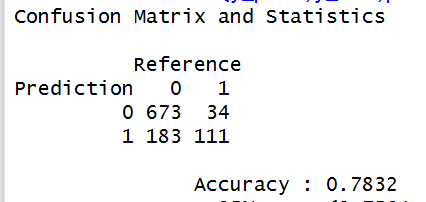 Confusion Matrix and Statistics
Reference
Prediction 0 1
0 673 34
1 183 111
Accuracy : 0.7832